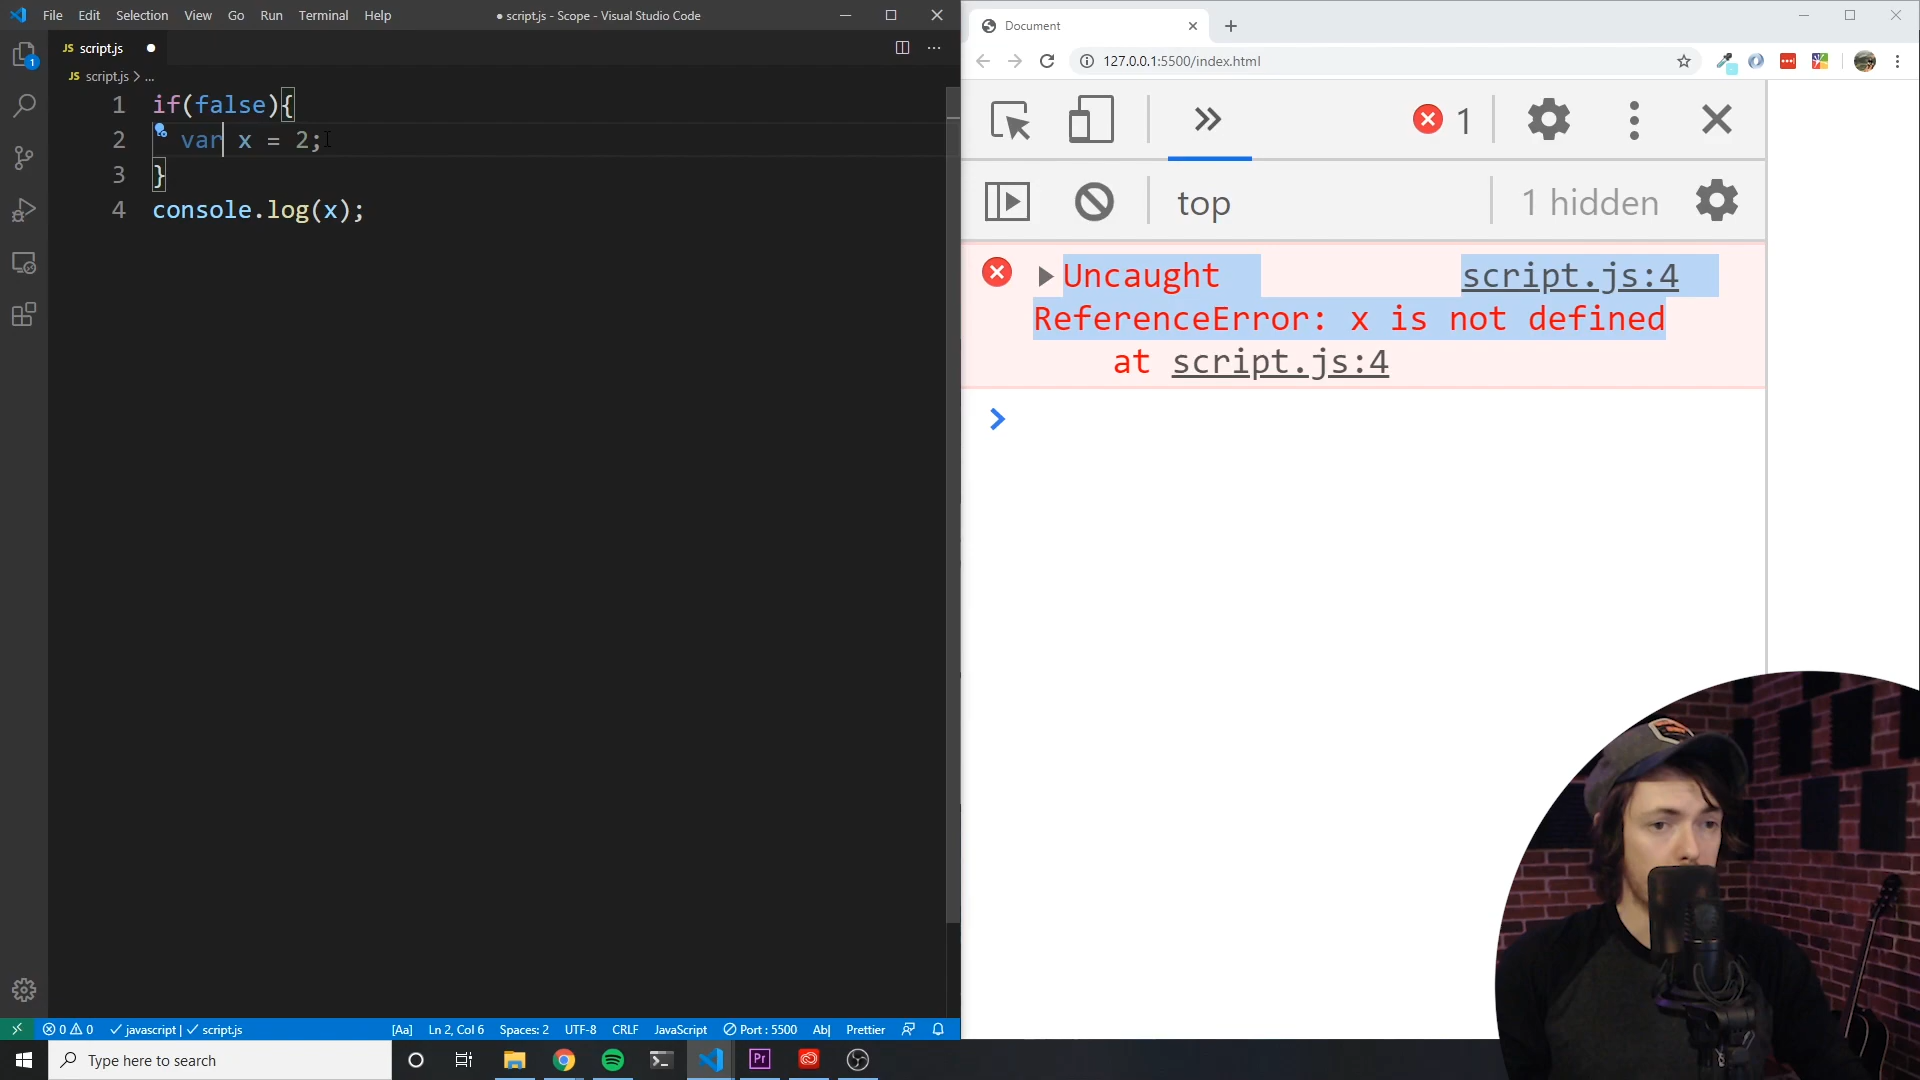 File Edit Selection View Go Run Terminal Help
● script.js - Scope - Visual Studio Code
JS script.js ●
JS script.js > ...
1 if(false){
2 var x = 2;
3 }
4 console.log(x);
1
⊗ 0 ⚠ 0 ✓ javascript | ✓ script.js [Aa] Ln 2, Col 6 Spaces: 2 UTF-8 CRLF JavaScript Port : 5500 Ab| Prettier
Document
127.0.0.1:5500/index.html
1
top 1 hidden
Uncaught script.js:4
ReferenceError: x is not defined
at script.js:4
Type here to search
Pr